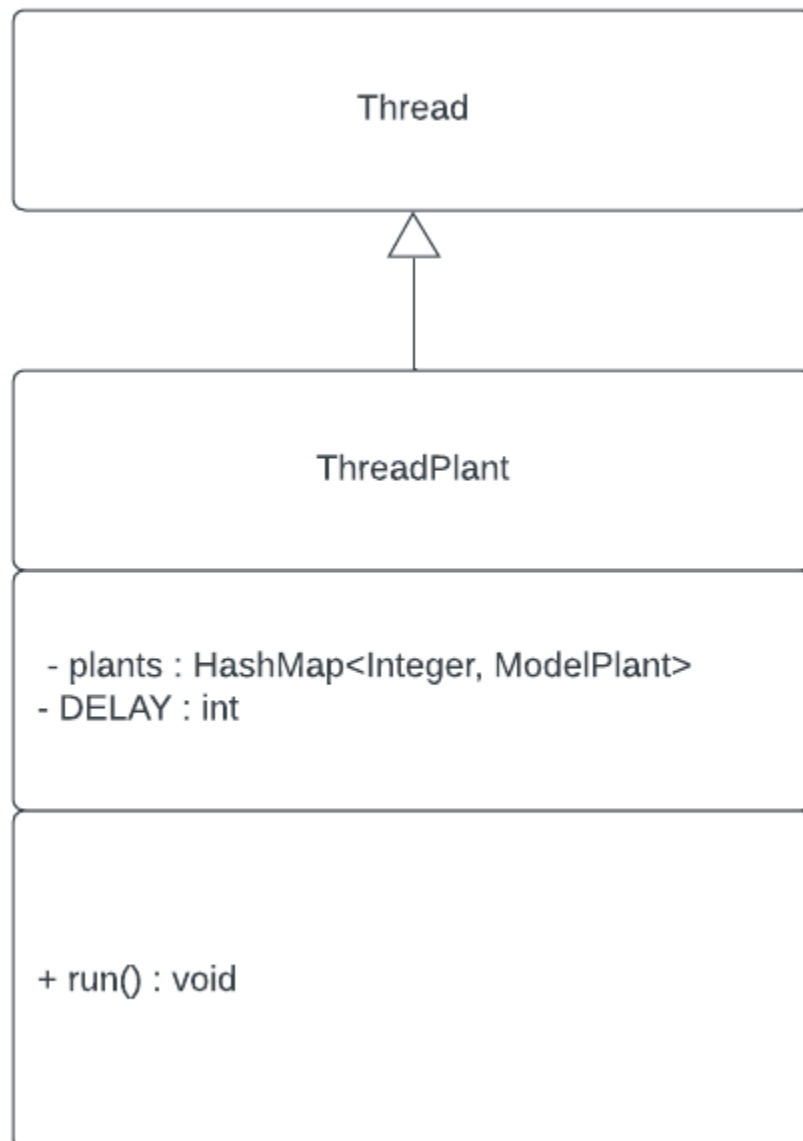 Thread
ThreadPlant
- plants : HashMap<Integer, ModelPlant>
- DELAY : int
+ run() : void